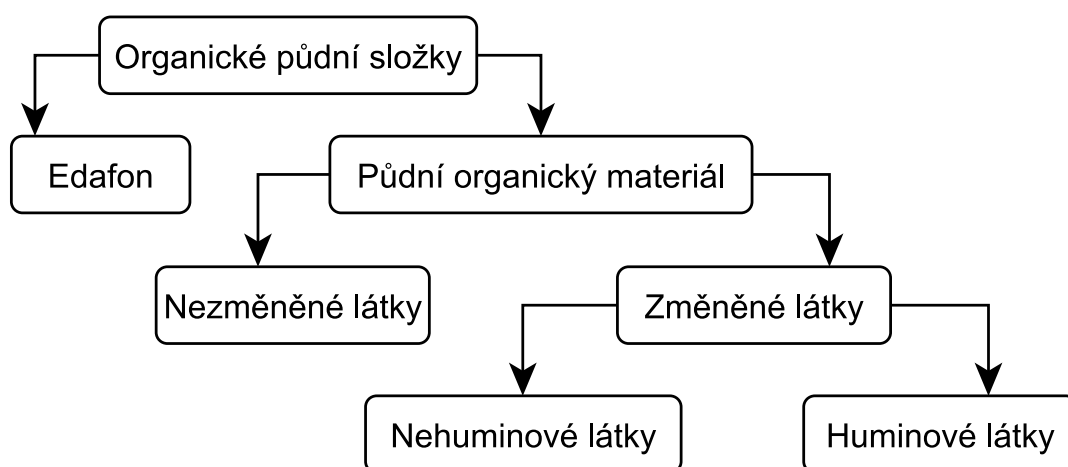 Organické půdní složky
Edafon
Půdní organický materiál
Nezměněné látky
Změněné látky
Nehuminové látky
Huminové látky